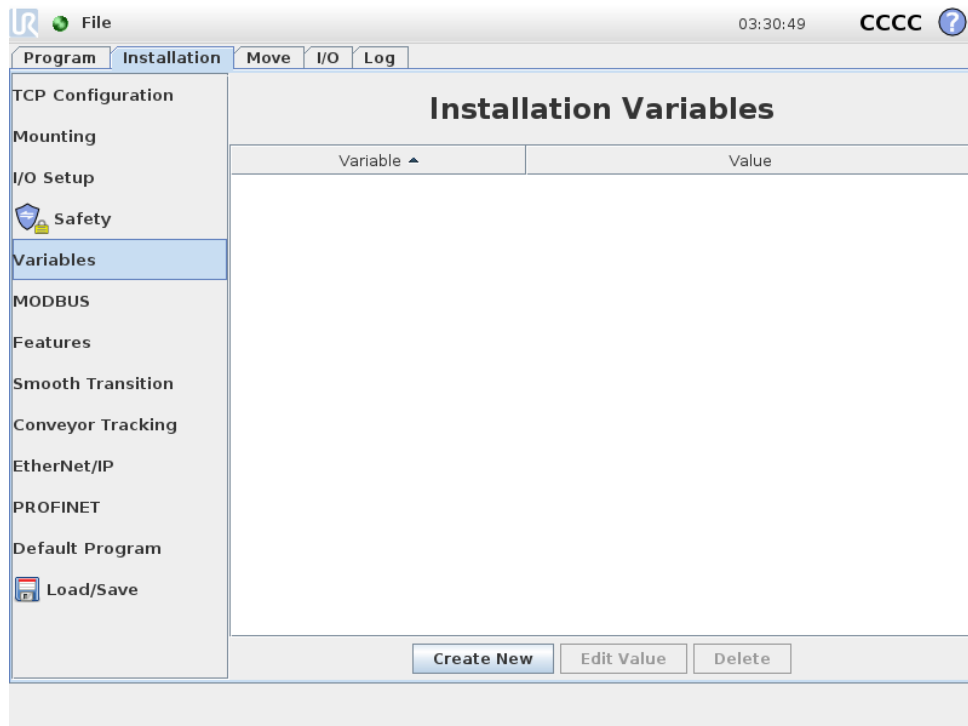 UR File 03:30:49 CCCC ?
Program Installation Move I/O Log
TCP Configuration
Mounting
I/O Setup
Safety
Variables
MODBUS
Features
Smooth Transition
Conveyor Tracking
EtherNet/IP
PROFINET
Default Program
Load/Save
Installation Variables
Variable Value
Create New Edit Value Delete